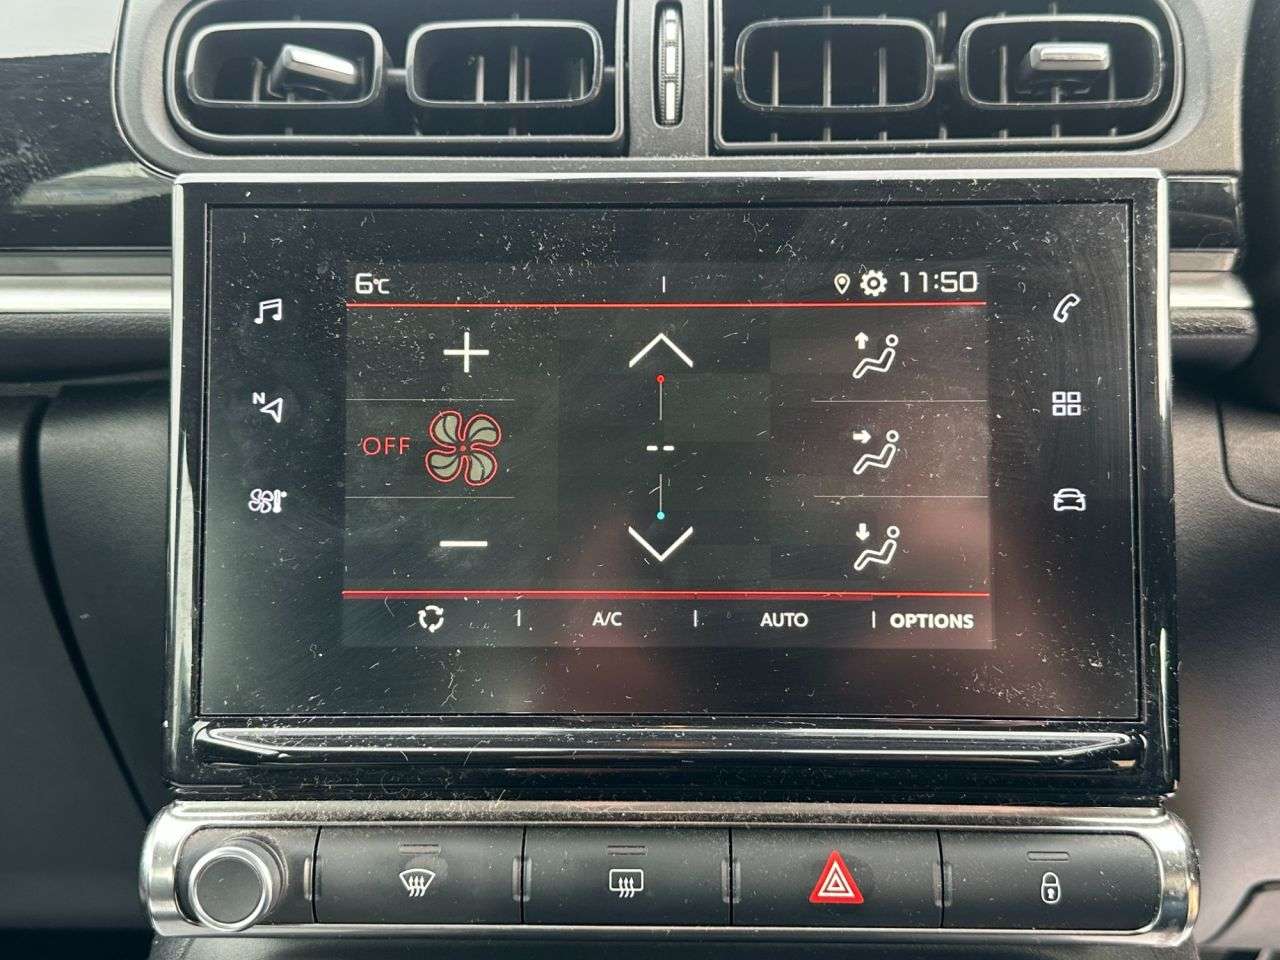 6°C
11:50
N
OFF
--
A/C
AUTO
OPTIONS